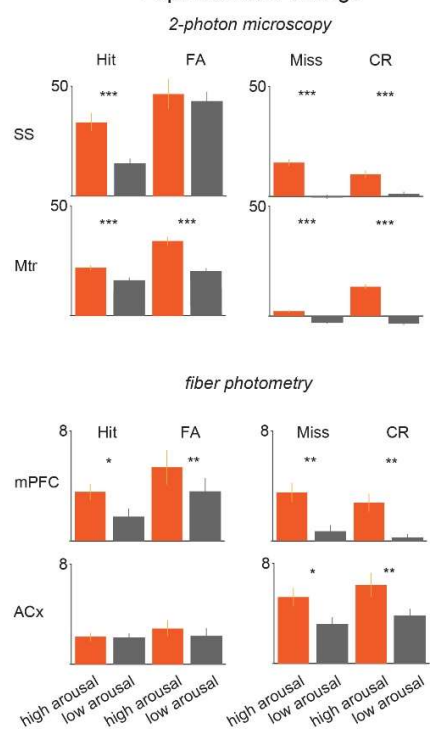 2-photon microscopy
Hit FA Miss CR
50 *** 50 *** ***
SS
50 *** *** 50 *** ***
Mtr
fiber photometry
8 Hit FA 8 Miss CR
* ** ** **
mPFC
8 8 * **
ACx
high arousal low arousal high arousal low arousal high arousal low arousal high arousal low arousal